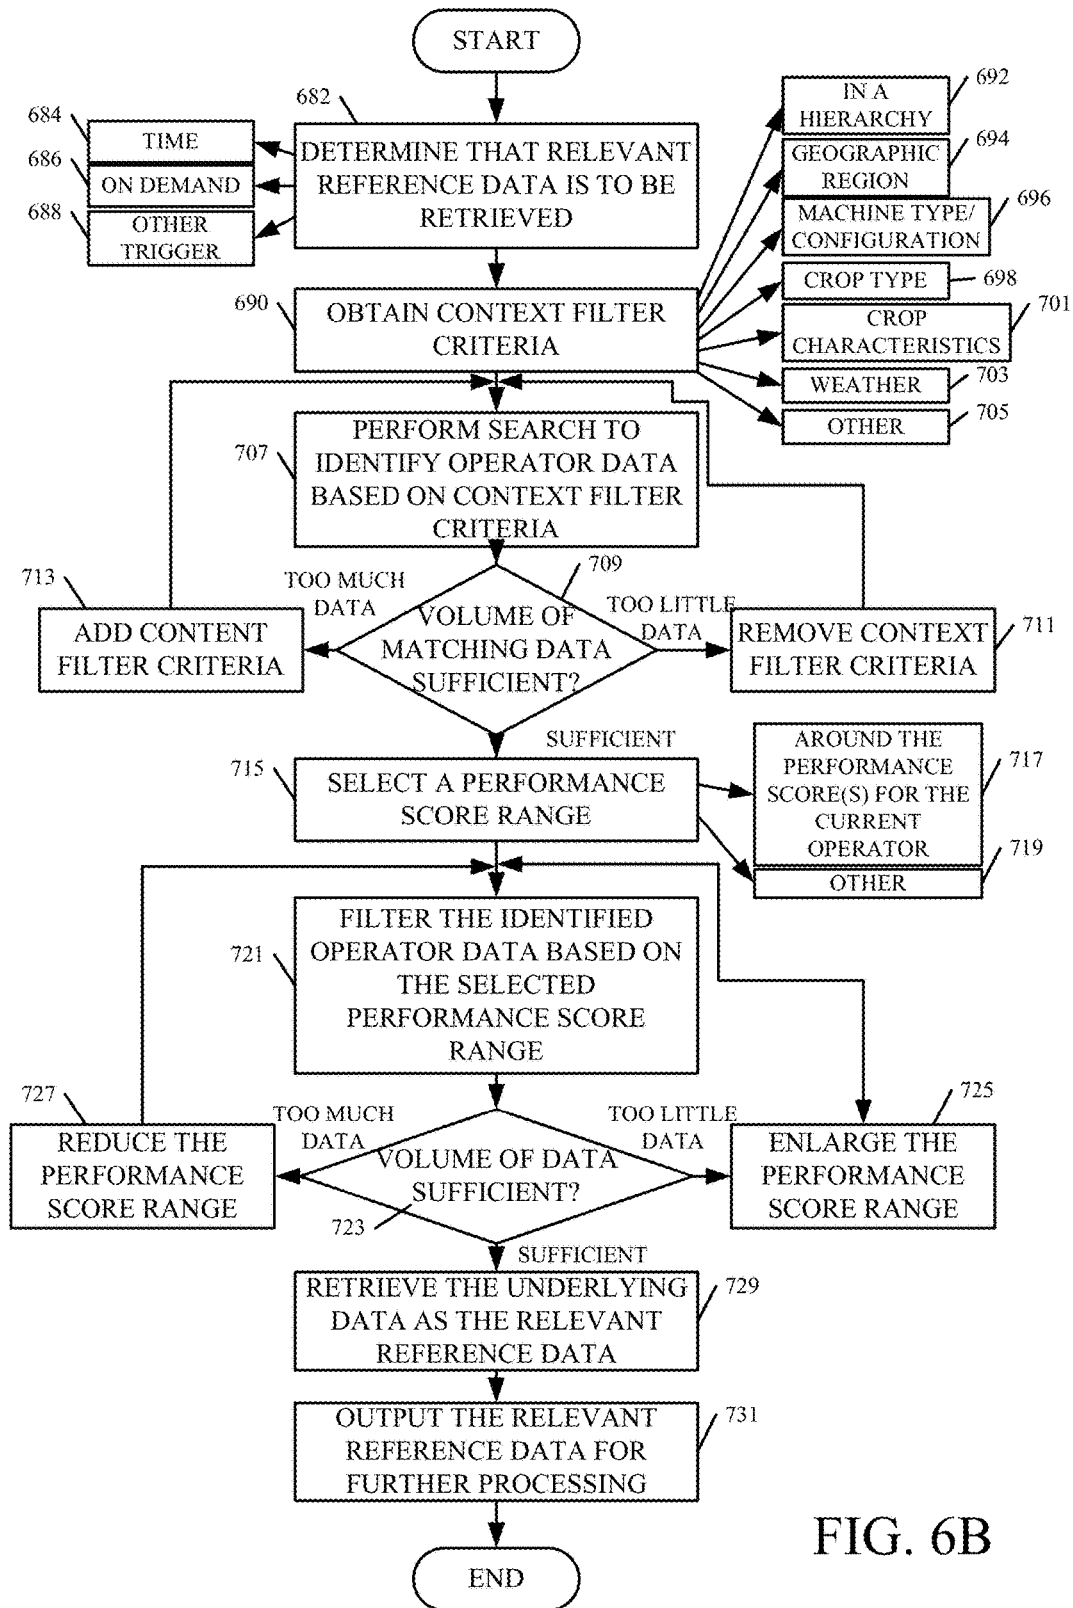 START
682
DETERMINE THAT RELEVANT
REFERENCE DATA IS TO BE
RETRIEVED
684
TIME
686
ON DEMAND
688
OTHER
TRIGGER
692
IN A
HIERARCHY
694
GEOGRAPHIC
REGION
696
MACHINE TYPE/
CONFIGURATION
CROP TYPE
698
701
CROP
CHARACTERISTICS
WEATHER
703
OTHER
705
690
OBTAIN CONTEXT FILTER
CRITERIA
707
PERFORM SEARCH TO
IDENTIFY OPERATOR DATA
BASED ON CONTEXT FILTER
CRITERIA
709
VOLUME OF
MATCHING DATA
SUFFICIENT?
TOO MUCH
DATA
713
ADD CONTENT
FILTER CRITERIA
TOO LITTLE
DATA
REMOVE CONTEXT
FILTER CRITERIA
711
SUFFICIENT
715
SELECT A PERFORMANCE
SCORE RANGE
AROUND THE
PERFORMANCE
SCORE(S) FOR THE
CURRENT
OPERATOR
717
719
OTHER
721
FILTER THE IDENTIFIED
OPERATOR DATA BASED ON
THE SELECTED
PERFORMANCE SCORE
RANGE
VOLUME OF DATA
SUFFICIENT?
723
TOO MUCH
DATA
727
REDUCE THE
PERFORMANCE
SCORE RANGE
TOO LITTLE
DATA
725
ENLARGE THE
PERFORMANCE
SCORE RANGE
SUFFICIENT
RETRIEVE THE UNDERLYING
DATA AS THE RELEVANT
REFERENCE DATA
729
OUTPUT THE RELEVANT
REFERENCE DATA FOR
FURTHER PROCESSING
731
END
FIG. 6B